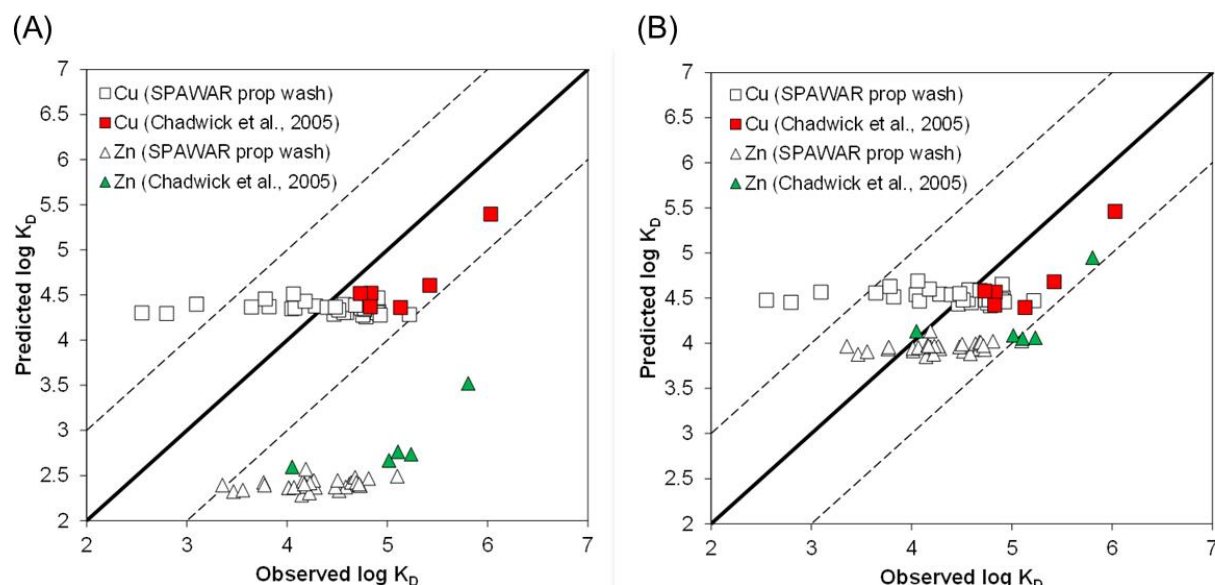 (A)
(B)
7
6.5
6
5.5
5
4.5
4
3.5
3
2.5
2
Predicted log K_D
Cu (SPAWAR prop wash)
Cu (Chadwick et al., 2005)
Zn (SPAWAR prop wash)
Zn (Chadwick et al., 2005)
2 3 4 5 6 7
Observed log K_D
7
6.5
6
5.5
5
4.5
4
3.5
3
2.5
2
Predicted log K_D
Cu (SPAWAR prop wash)
Cu (Chadwick et al., 2005)
Zn (SPAWAR prop wash)
Zn (Chadwick et al., 2005)
2 3 4 5 6 7
Observed log K_D